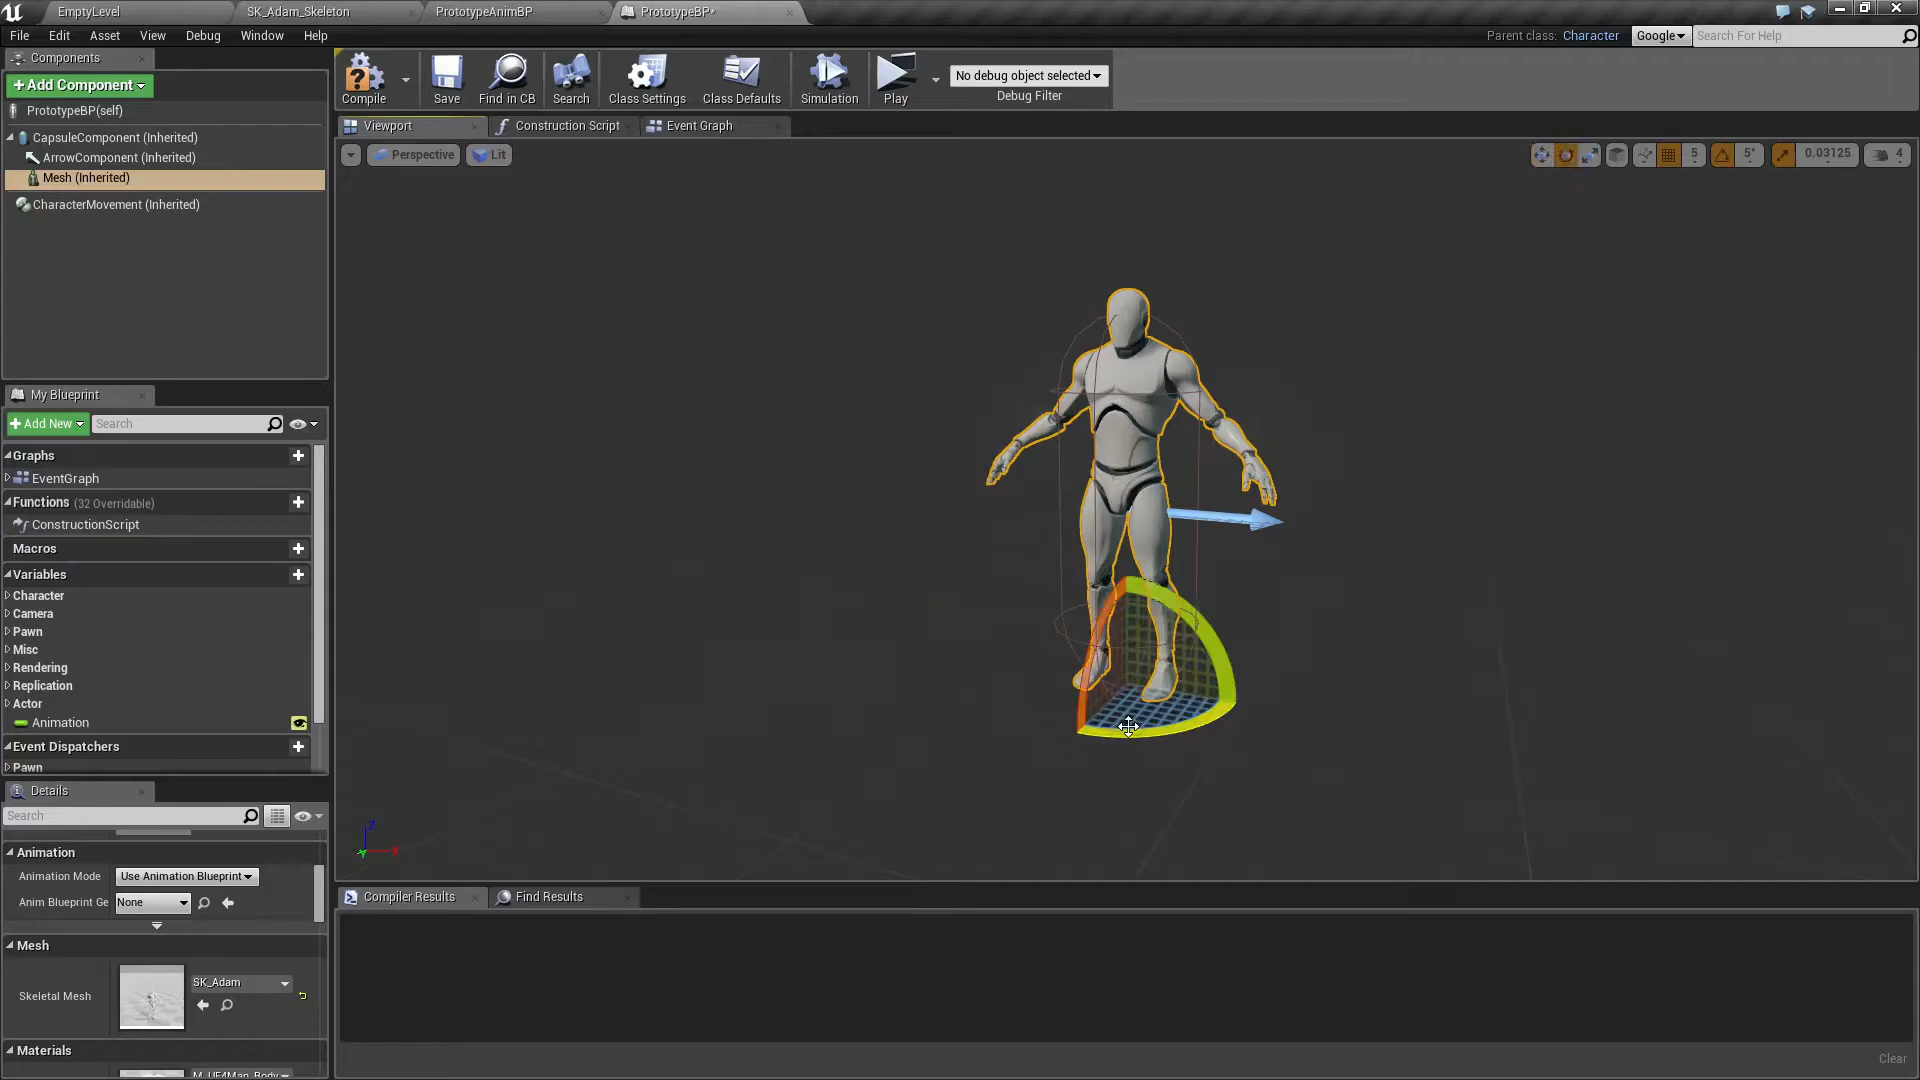 EmptyLevel
SK_Adam_Skeleton
PrototypeAnimBP
PrototypeBP*
File Edit Asset View Debug Window Help
Parent class: Character
Google
Search For Help
Components
+ Add Component
PrototypeBP(self)
CapsuleComponent (Inherited)
ArrowComponent (Inherited)
Mesh (Inherited)
CharacterMovement (Inherited)
Compile
Save
Find in CB
Search
Class Settings
Class Defaults
Simulation
Play
No debug object selected
Debug Filter
Viewport
Construction Script
Event Graph
Perspective
Lit
5
5°
0.03125
4
My Blueprint
+ Add New
Search
Graphs
EventGraph
Functions (32 Overridable)
ConstructionScript
Macros
Variables
Character
Camera
Pawn
Misc
Rendering
Replication
Actor
Animation
Event Dispatchers
Pawn
Details
Search
Animation
Animation Mode
Use Animation Blueprint
Anim Blueprint Ge
None
Mesh
Skeletal Mesh
SK_Adam
Materials
M_UE4Man_Body
Z
X
Y
Compiler Results
Find Results
Clear